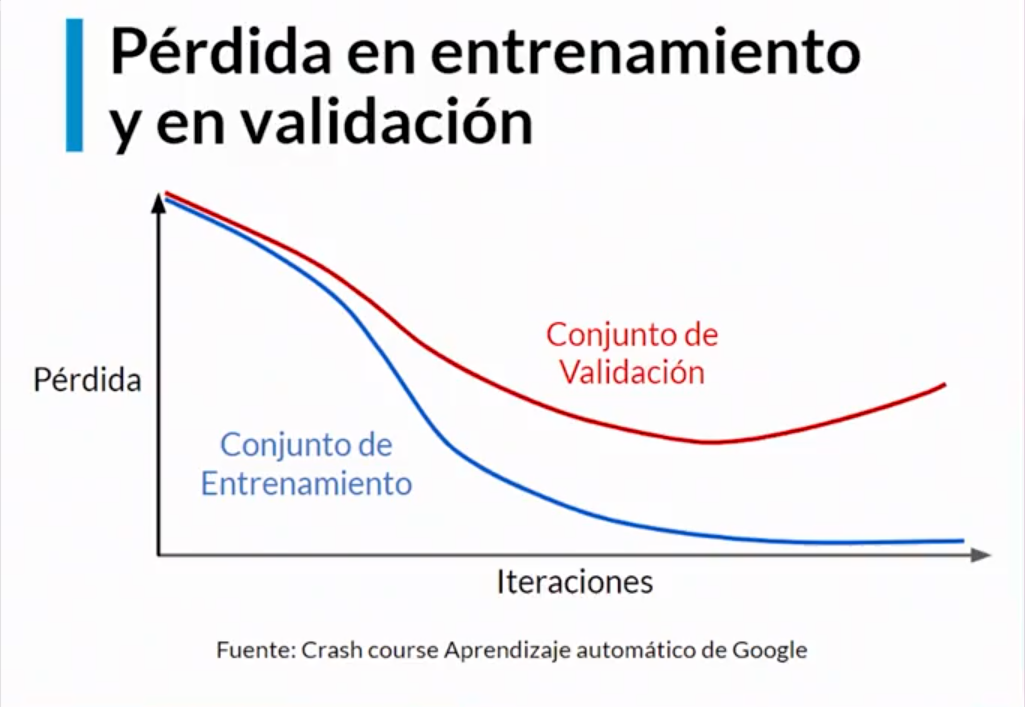 Pérdida en entrenamiento
y en validación
Conjunto de
Validación
Pérdida
Conjunto de
Entrenamiento
Iteraciones
Fuente: Crash course Aprendizaje automático de Google